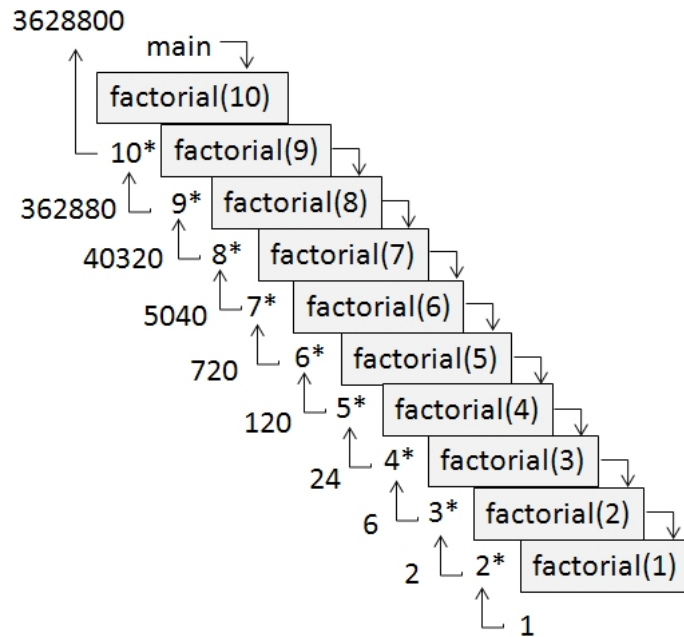 3628800
main
factorial(10)
10* factorial(9)
362880 9* factorial(8)
40320 8* factorial(7)
5040 7* factorial(6)
720 6* factorial(5)
120 5* factorial(4)
24 4* factorial(3)
6 3* factorial(2)
2 2* factorial(1)
1